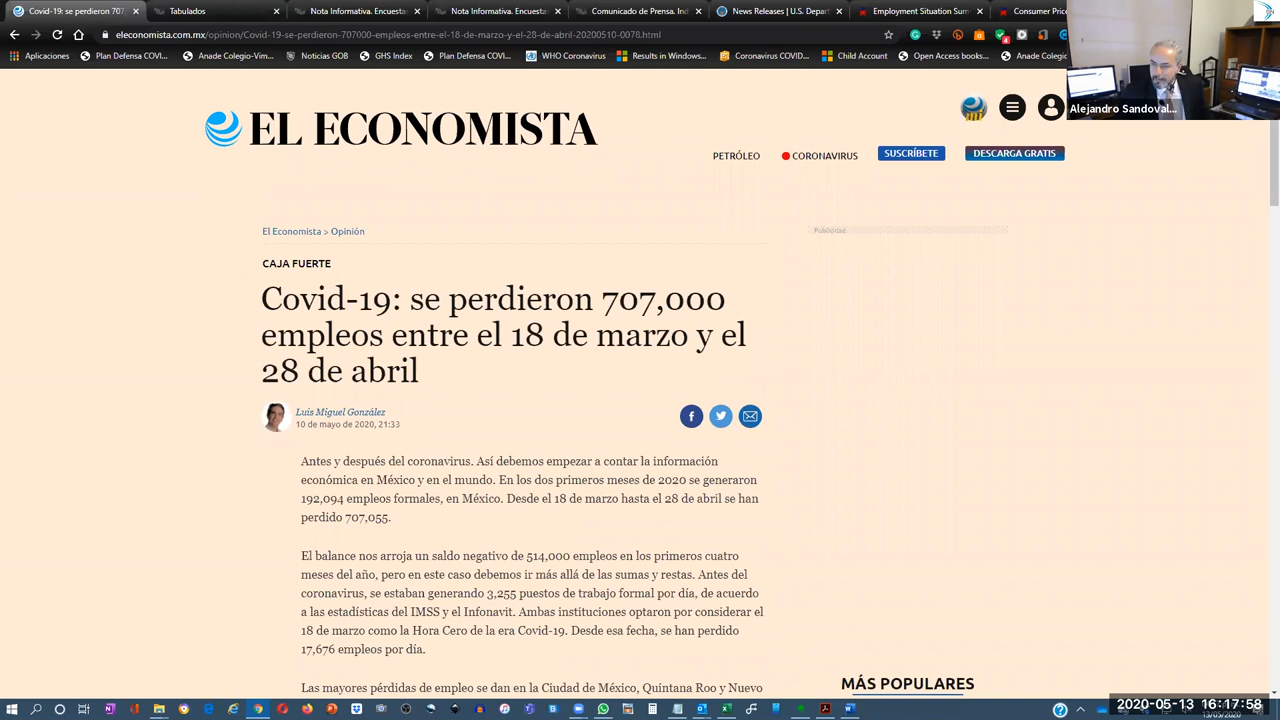 Covid-19: se perdieron 707
Tabulados
Nota Informativa. Encuesta
Nota Informativa. Encuesta
Comunicado de Prensa. Ind
News Releases | U.S. Depart
Employment Situation Sum
Consumer Pric
eleconomista.com.mx/opinion/Covid-19-se-perdieron-707000-empleos-entre-el-18-de-marzo-y-el-28-de-abril-20200510-0078.html
Aplicaciones
Plan Defensa COVI...
Anade Colegio-Vim...
Noticias GOB
GHS Index
Plan Defensa COVI...
WHO Coronavirus
Results in Windows...
Coronavirus COVID...
Child Account
Open Access books...
Anade Colegio
Alejandro Sandoval...
EL ECONOMISTA
PETRÓLEO
CORONAVIRUS
SUSCRÍBETE
DESCARGA GRATIS
El Economista > Opinión
Publicidad
CAJA FUERTE
Covid-19: se perdieron 707,000
empleos entre el 18 de marzo y el
28 de abril
Luis Miguel González
10 de mayo de 2020, 21:33
Antes y después del coronavirus. Así debemos empezar a contar la información
económica en México y en el mundo. En los dos primeros meses de 2020 se generaron
192,094 empleos formales, en México. Desde el 18 de marzo hasta el 28 de abril se han
perdido 707,055.
El balance nos arroja un saldo negativo de 514,000 empleos en los primeros cuatro
meses del año, pero en este caso debemos ir más allá de las sumas y restas. Antes del
coronavirus, se estaban generando 3,255 puestos de trabajo formal por día, de acuerdo
a las estadísticas del IMSS y el Infonavit. Ambas instituciones optaron por considerar el
18 de marzo como la Hora Cero de la era Covid-19. Desde esa fecha, se han perdido
17,676 empleos por día.
Las mayores pérdidas de empleo se dan en la Ciudad de México, Quintana Roo y Nuevo
MÁS POPULARES
2020-05-13 16:17:58
13/05/2020